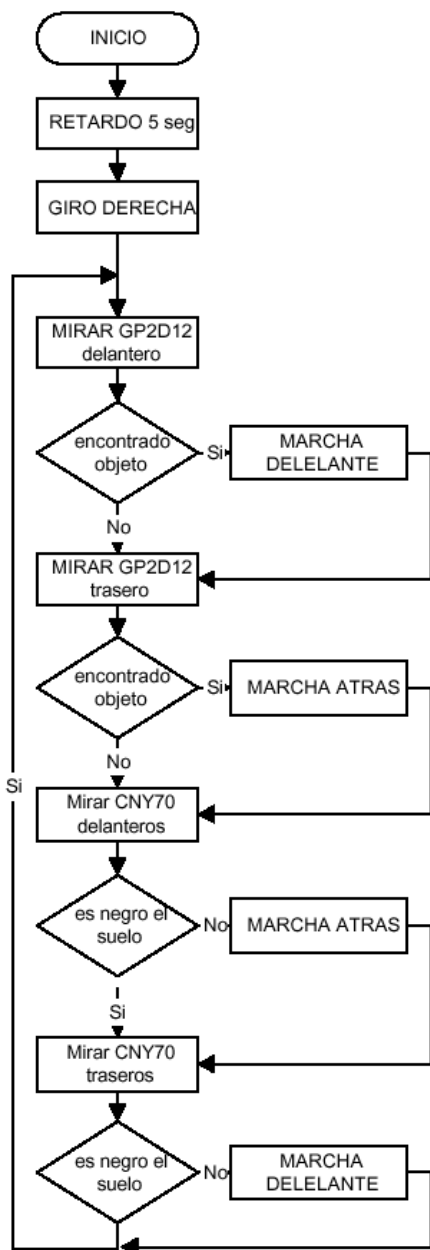 INICIO
RETARDO 5 seg
GIRO DERECHA
MIRAR GP2D12
delantero
encontrado
objeto
Si
MARCHA
DELELANTE
No
MIRAR GP2D12
trasero
encontrado
objeto
Si
MARCHA ATRAS
No
Si
Mirar CNY70
delanteros
es negro el
suelo
No
MARCHA ATRAS
Si
Mirar CNY70
traseros
es negro el
suelo
No
MARCHA
DELELANTE